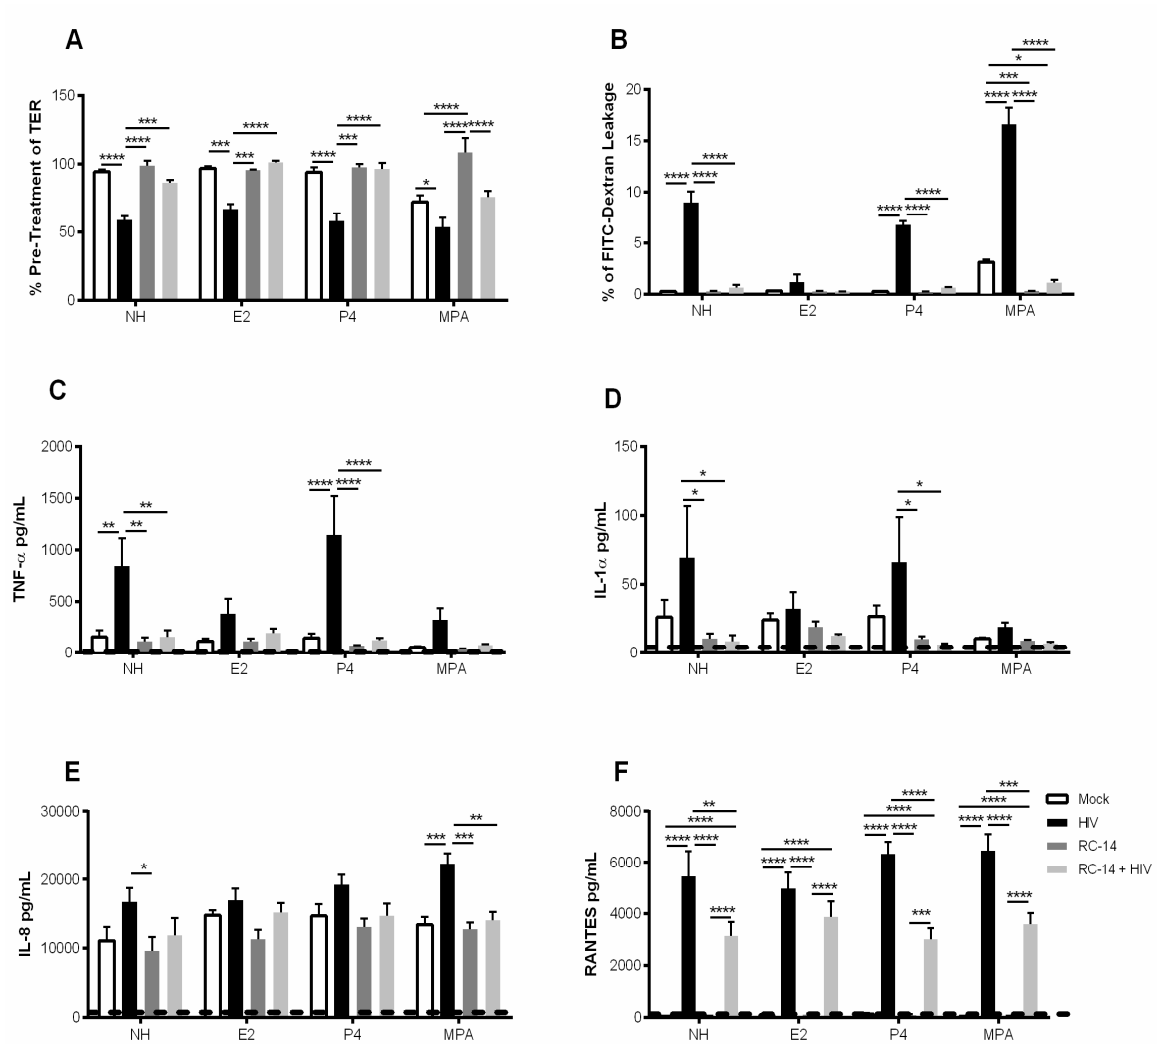 A
% Pre-Treatment of TER
150
100
50
0
**** **** ***
*** *** ****
**** *** ****
* **** **** ****
NH E2 P4 MPA
B
% of FITC-Dextran Leakage
20
15
10
5
0
**** **** ****
**** **** ****
**** **** *** * ****
NH E2 P4 MPA
C
TNF-α pg/mL
2000
1500
1000
500
0
** ** **
**** **** ****
NH E2 P4 MPA
D
IL-1α pg/mL
150
100
50
0
* *
* *
NH E2 P4 MPA
E
IL-8 pg/mL
30000
20000
10000
0
*
*** *** **
NH E2 P4 MPA
F
RANTES pg/mL
8000
6000
4000
2000
0
**** **** **** ** ****
**** **** **** ****
**** **** **** **** ***
**** **** **** *** ****
NH E2 P4 MPA
Mock
HIV
RC-14
RC-14 + HIV